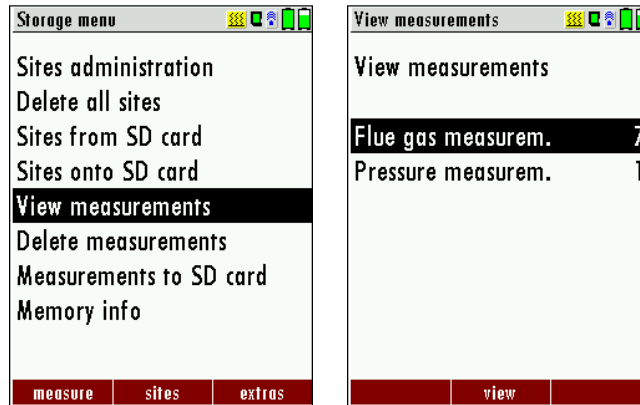 Storage menu
Sites administration
Delete all sites
Sites from SD card
Sites onto SD card
View measurements
Delete measurements
Measurements to SD card
Memory info
measure sites extras
View measurements
View measurements
Flue gas measurem. 7
Pressure measurem. 1
view